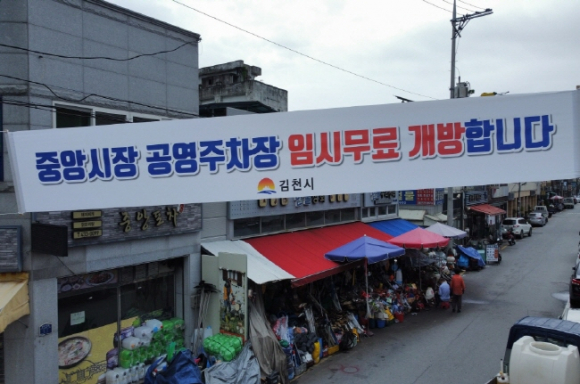 중앙시장 공영주차장 임시무료 개방합니다
김천시